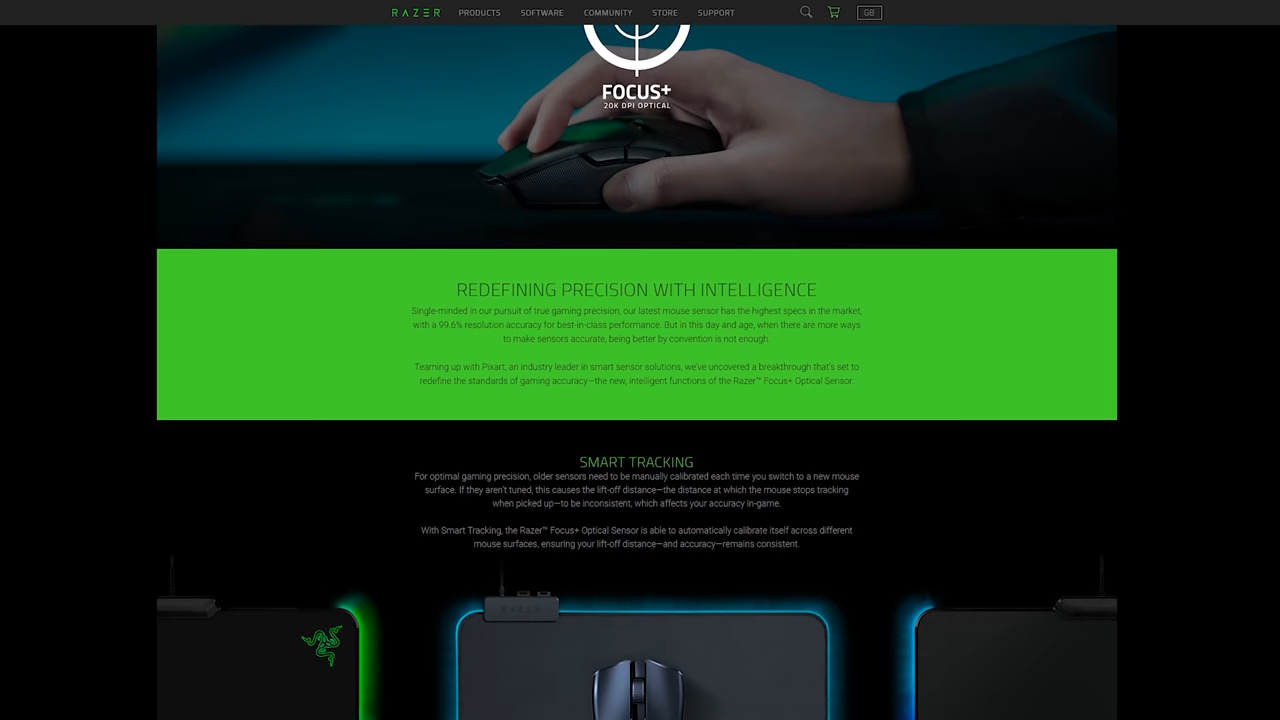 RAZER PRODUCTS SOFTWARE COMMUNITY STORE SUPPORT GB
FOCUS+
20K DPI OPTICAL
REDEFINING PRECISION WITH INTELLIGENCE
Single-minded in our pursuit of true gaming precision, our latest mouse sensor has the highest specs in the market,
with a 99.6% resolution accuracy for best-in-class performance. But in this day and age, when there are more ways
to make sensors accurate, being better by convention is not enough.
Teaming up with Pixart, an industry leader in smart sensor solutions, we've uncovered a breakthrough that's set to
redefine the standards of gaming accuracy—the new, intelligent functions of the Razer™ Focus+ Optical Sensor.
SMART TRACKING
For optimal gaming precision, older sensors need to be manually calibrated each time you switch to a new mouse
surface. If they aren't tuned, this causes the lift-off distance—the distance at which the mouse stops tracking
when picked up—to be inconsistent, which affects your accuracy in-game.
With Smart Tracking, the Razer™ Focus+ Optical Sensor is able to automatically calibrate itself across different
mouse surfaces, ensuring your lift-off distance—and accuracy—remains consistent.
RAZER